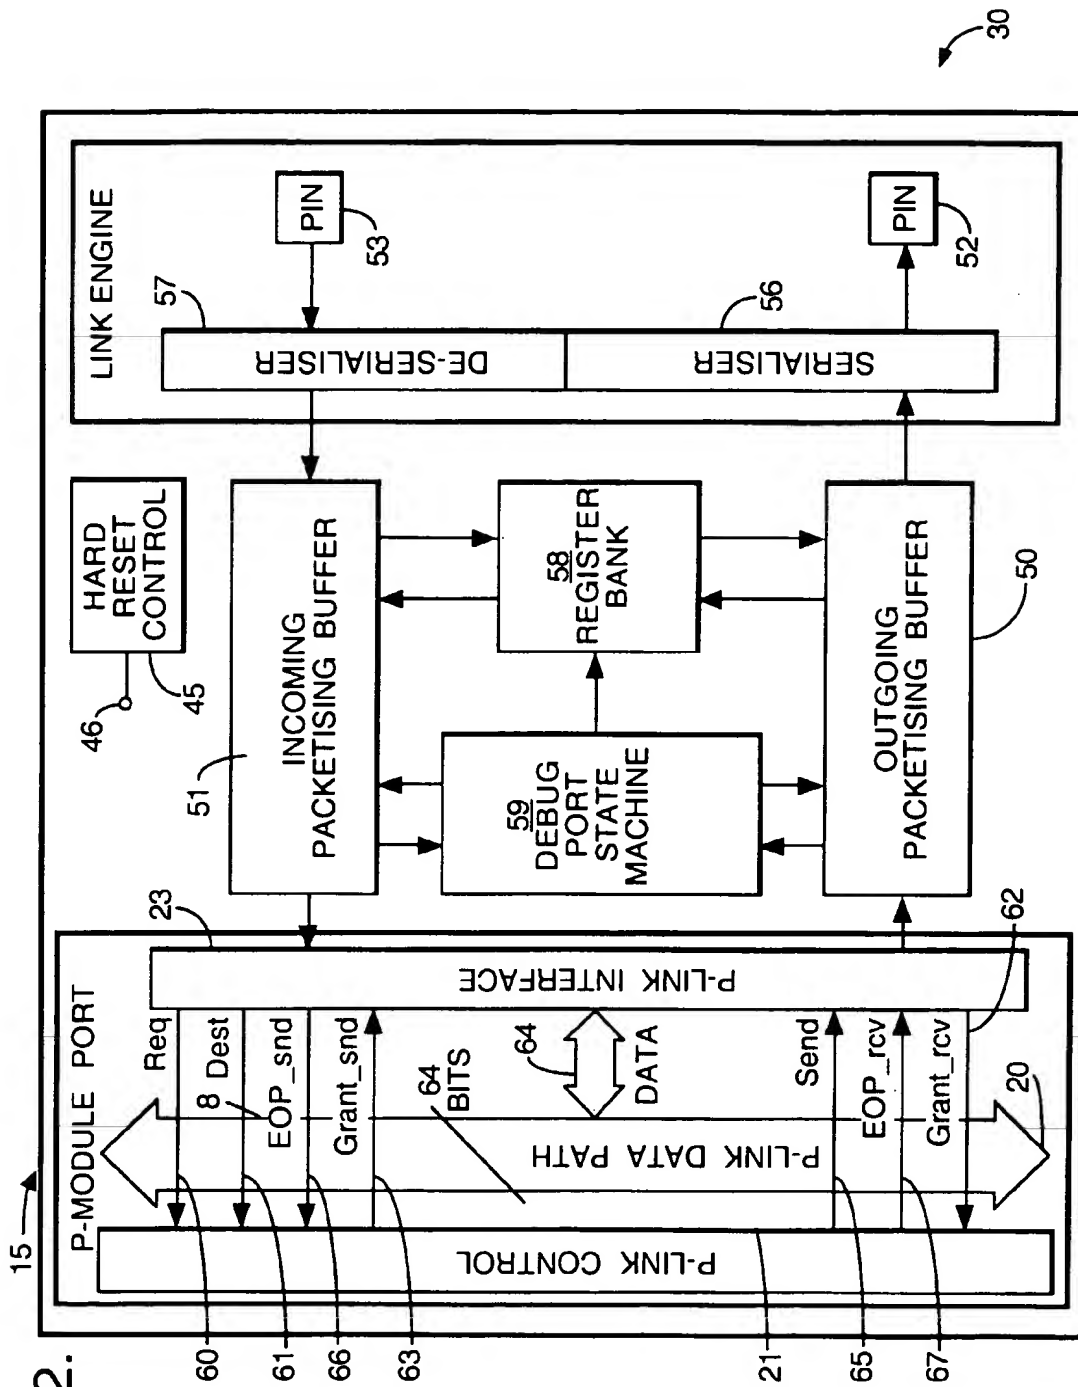 2.
15
30
P-MODULE PORT
P-LINK CONTROL
P-LINK DATA PATH
P-LINK INTERFACE
Req
8
Dest
EOP_snd
Grant_snd
64
BITS
64
DATA
Send
EOP_rcv
Grant_rcv
60
61
66
63
21
65
67
20
62
23
51
INCOMING
PACKETISING BUFFER
HARD
RESET
CONTROL
45
46
59
DEBUG
PORT
STATE
MACHINE
58
REGISTER
BANK
OUTGOING
PACKETISING BUFFER
50
LINK ENGINE
57
DE-SERIALISER
56
SERIALISER
PIN
53
PIN
52